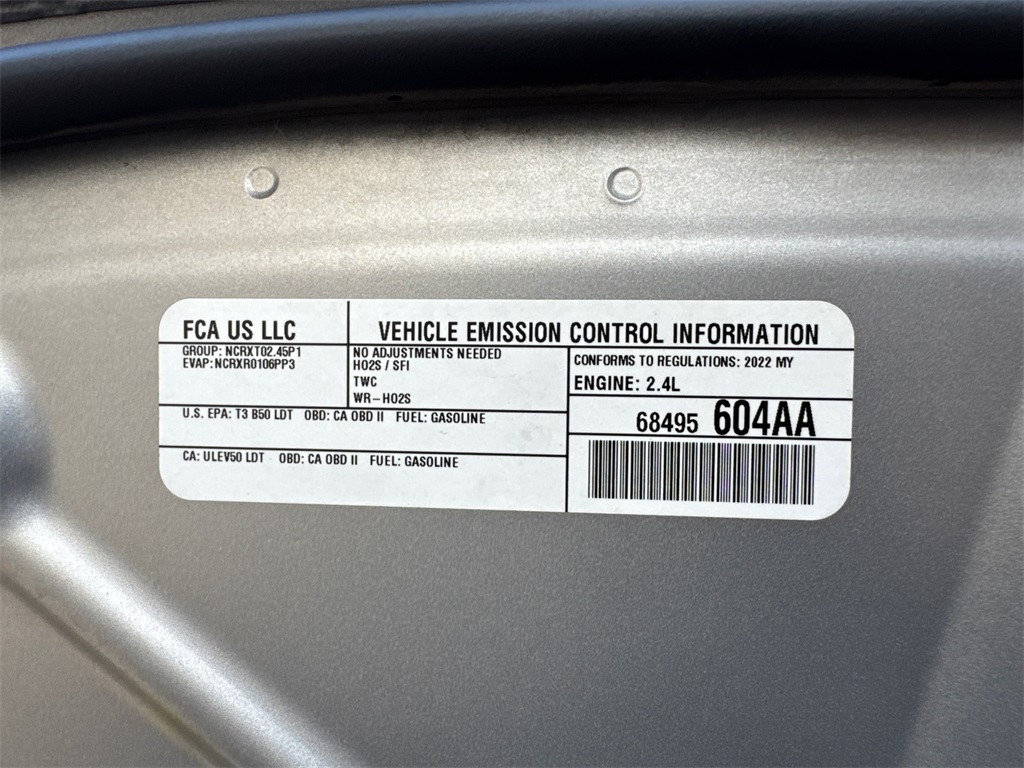 FCA US LLC
VEHICLE EMISSION CONTROL INFORMATION
GROUP: NCRXT02.45P1
EVAP:NCRXR0106PP3
NO ADJUSTMENTS NEEDED
HO2S / SFI
TWC
WR-HO2S
CONFORMS TO REGULATIONS: 2022 MY
ENGINE: 2.4L
68495 604AA
U.S. EPA: T3 B50 LDT OBD: CA OBD II FUEL: GASOLINE
CA: ULEV50 LDT OBD: CA OBD II FUEL: GASOLINE